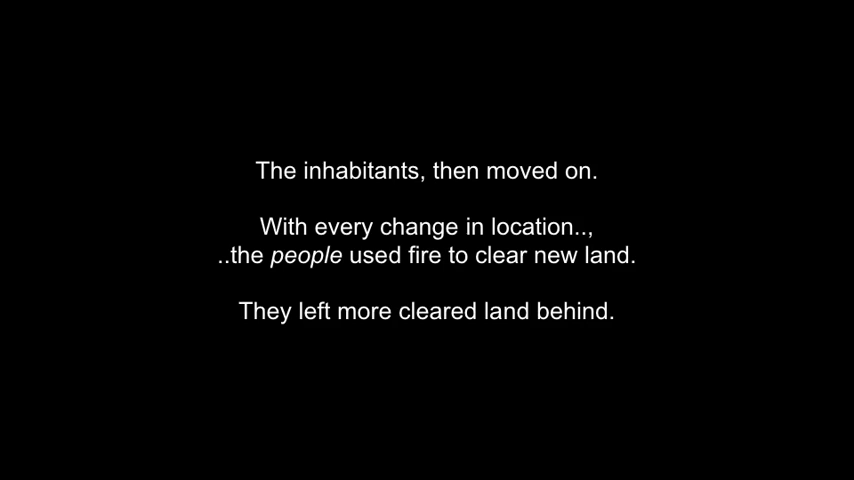 The inhabitants, then moved on.
With every change in location..,
..the people used fire to clear new land.
They left more cleared land behind.